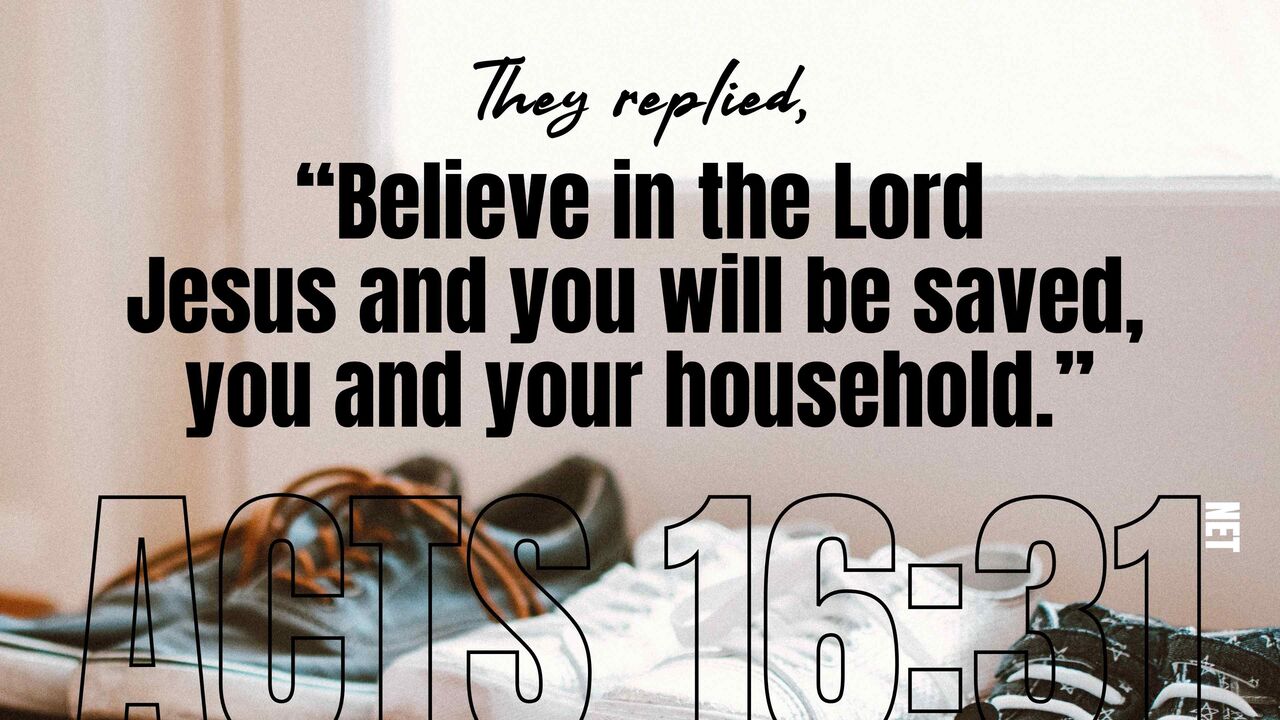 They replied,
“Believe in the Lord
Jesus and you will be saved,
you and your household.”
ACTS 16:31
NET